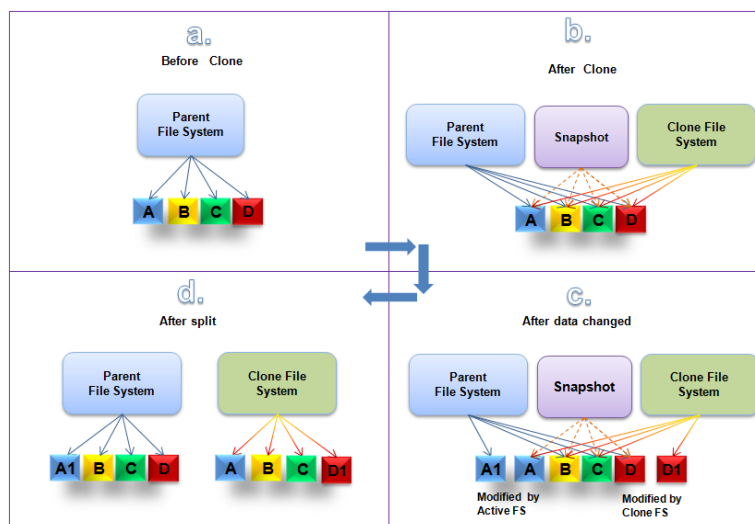 a.
Before Clone
Parent
File System
A B C D
b.
After Clone
Parent
File System
Snapshot
Clone File
System
A B C D
d.
After split
Parent
File System
Clone File
System
A1 B C D
A B C D1
c.
After data changed
Parent
File System
Snapshot
Clone File
System
A1 A B C D D1
Modified by
Active FS
Modified by
Clone FS